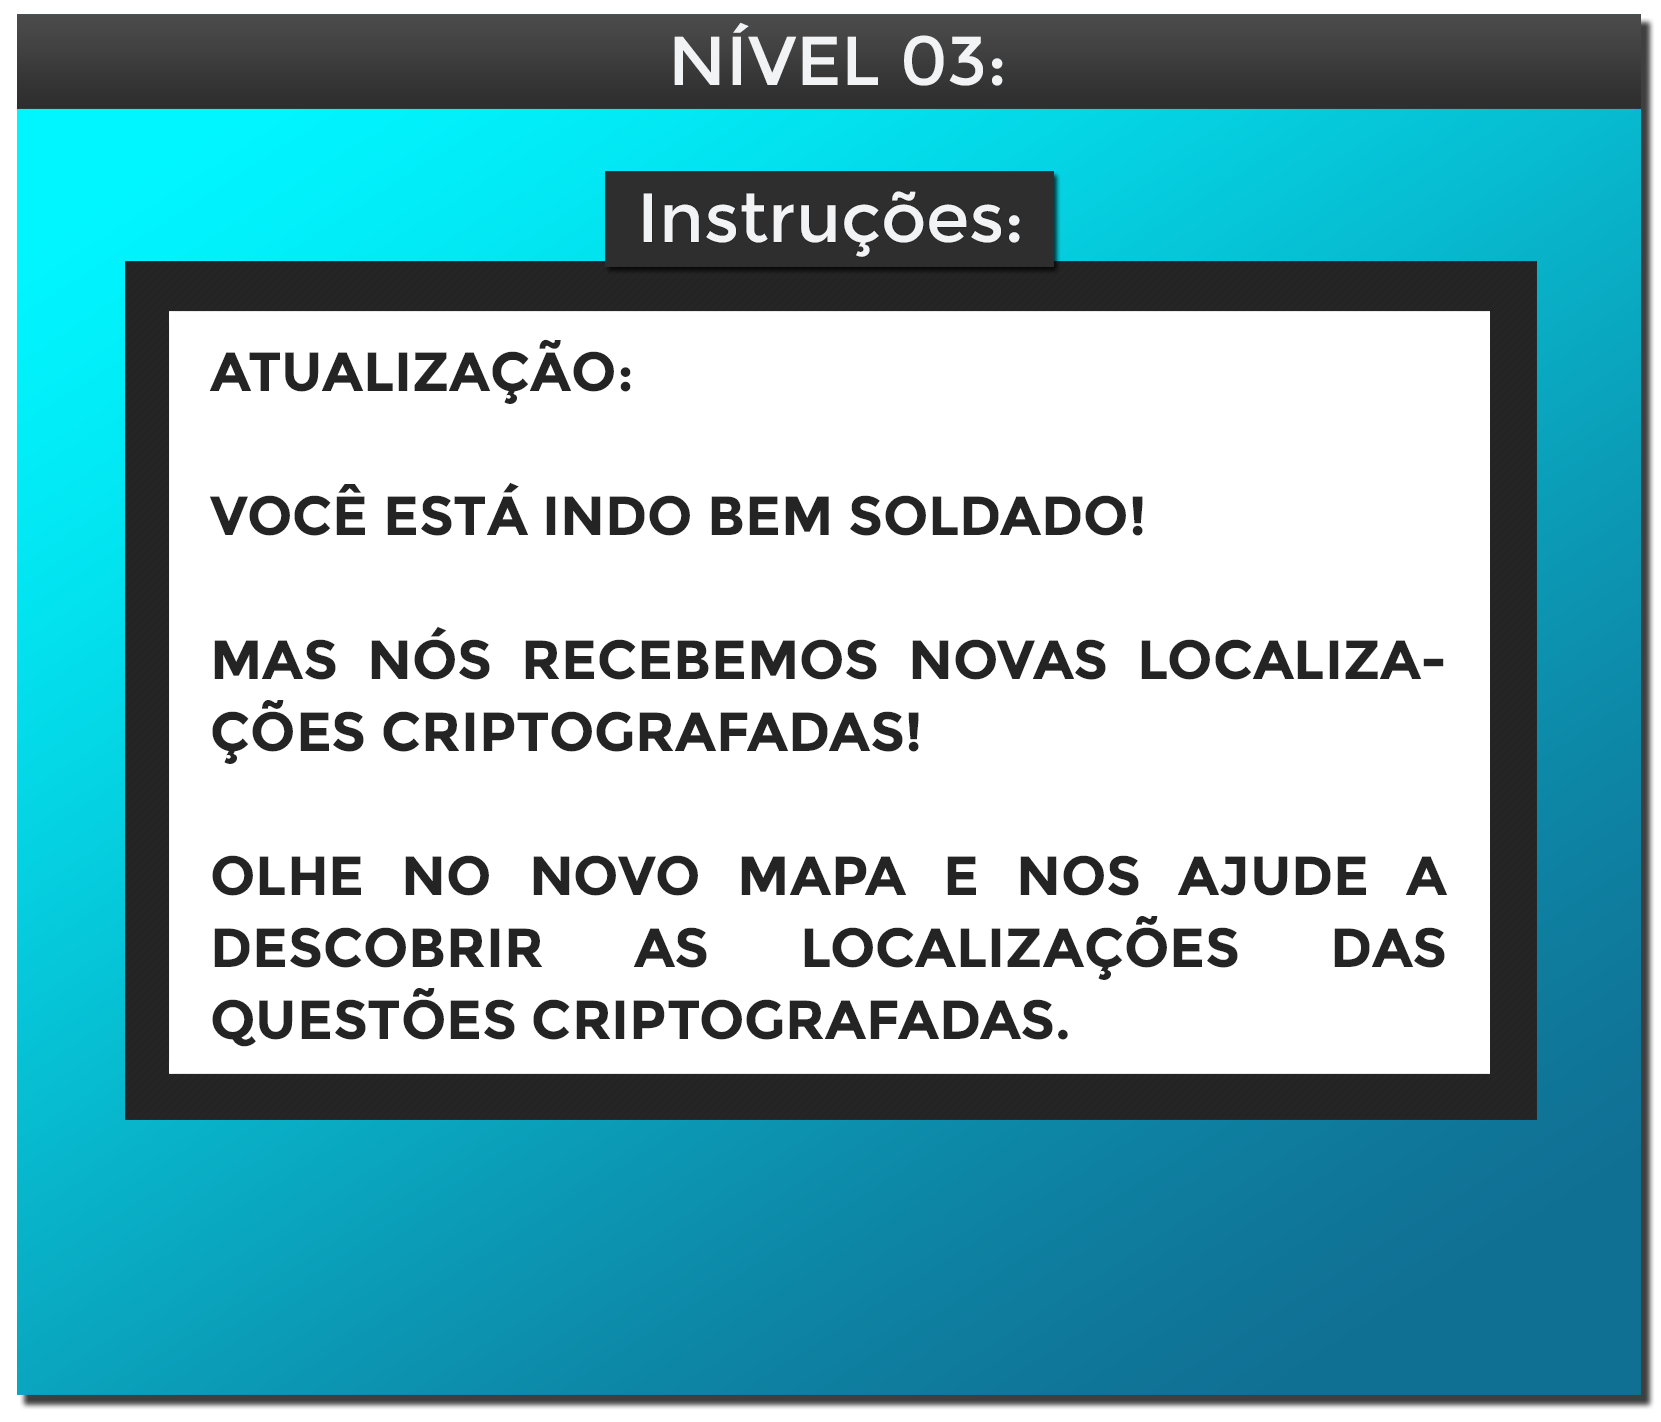 NÍVEL 03:
Instruções:
ATUALIZAÇÃO:
VOCÊ ESTÁ INDO BEM SOLDADO!
MAS NÓS RECEBEMOS NOVAS LOCALIZA-
ÇÕES CRIPTOGRAFADAS!
OLHE NO NOVO MAPA E NOS AJUDE A
DESCOBRIR AS LOCALIZAÇÕES DAS
QUESTÕES CRIPTOGRAFADAS.